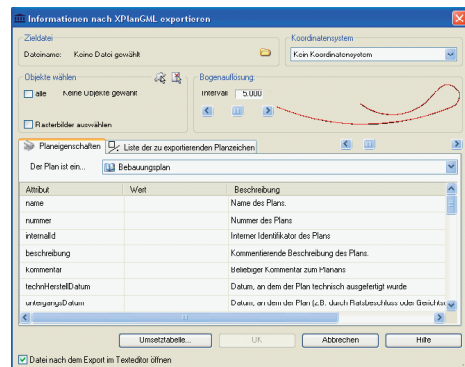 Informationen nach XPlanGML exportieren
Zieldatei
Dateiname: Keine Datei gewählt
Koordinatensystem
Kein Koordinatensystem
Objekte wählen
alle Keine Objekte gewählt
Rasterbilder auswählen
Bogenauflösung:
Intervall 5.000
Planeigenschaften
Liste der zu exportierenden Planzeichen
Der Plan ist ein... Bebauungsplan
Attribut Wert Beschreibung
name Name des Plans.
nummer Nummer des Plans
internalId Interner Identifikator des Plans
beschreibung Kommentierende Beschreibung des Plans.
kommentar Beliebiger Kommentar zum Planans
technHerstellDatum Datum, an dem der Plan technisch ausgefertigt wurde
untergangsDatum Datum, an dem der Plan (z.B. durch Ratsbeschluss oder Gerichtsu
Umsetztabelle... OK Abbrechen Hilfe
Datei nach dem Export im Texteditor öffnen